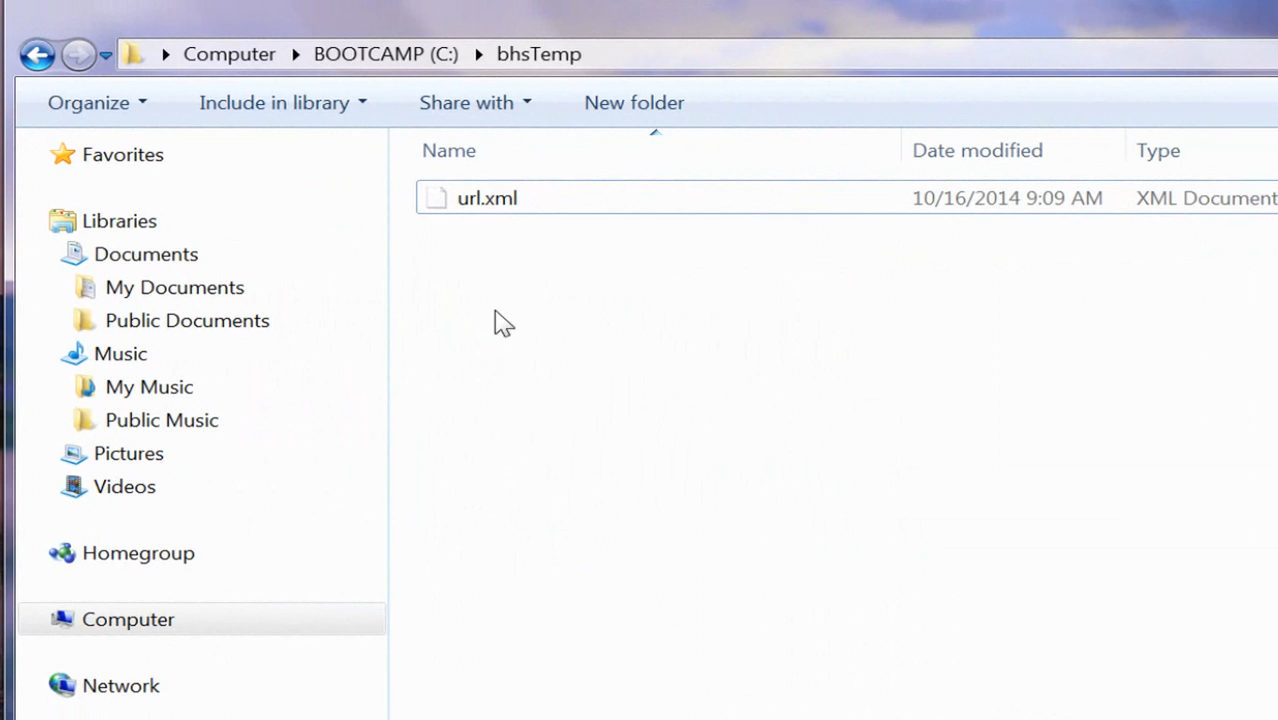 Computer BOOTCAMP (C:) bhsTemp
Organize Include in library Share with New folder
Name Date modified Type
Favorites
url.xml 10/16/2014 9:09 AM XML Document
Libraries
Documents
My Documents
Public Documents
Music
My Music
Public Music
Pictures
Videos
Homegroup
Computer
Network